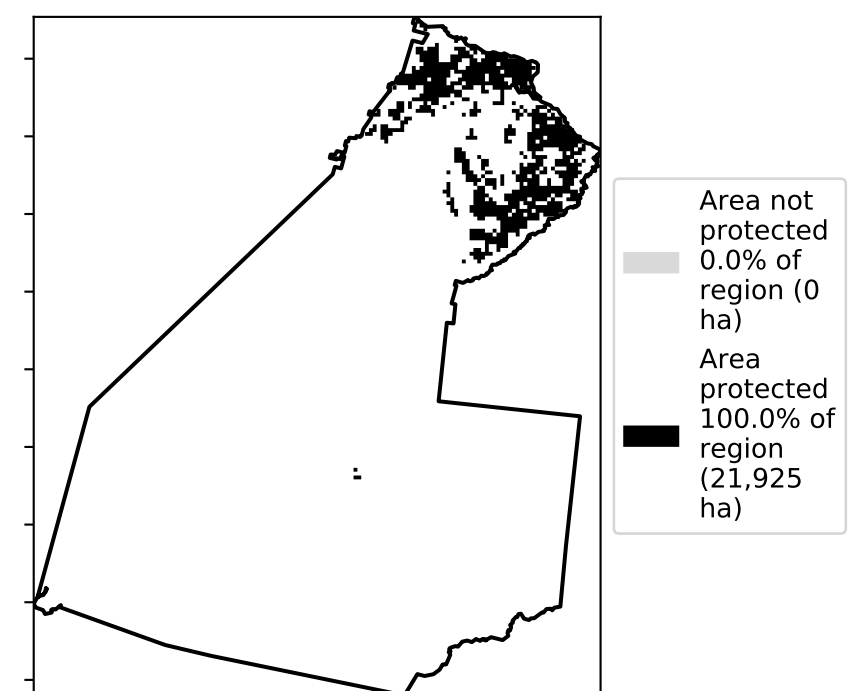 Area not
protected
0.0% of
region (0
ha)
Area
protected
100.0% of
region
(21,925
ha)